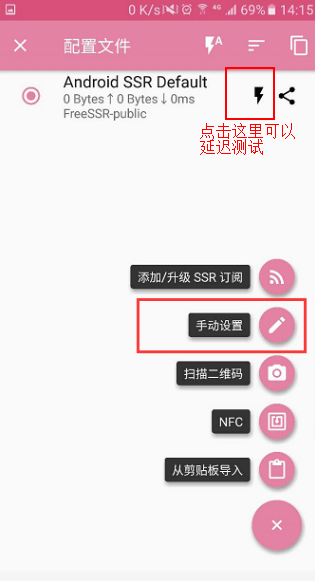 0 K/s 4G 69% 14:15
配置文件
A
Android SSR Default
0 Bytes↑0 Bytes↓0ms
FreeSSR-public
点击这里可以
延迟测试
添加/升级 SSR 订阅
手动设置
扫描二维码
NFC
从剪贴板导入